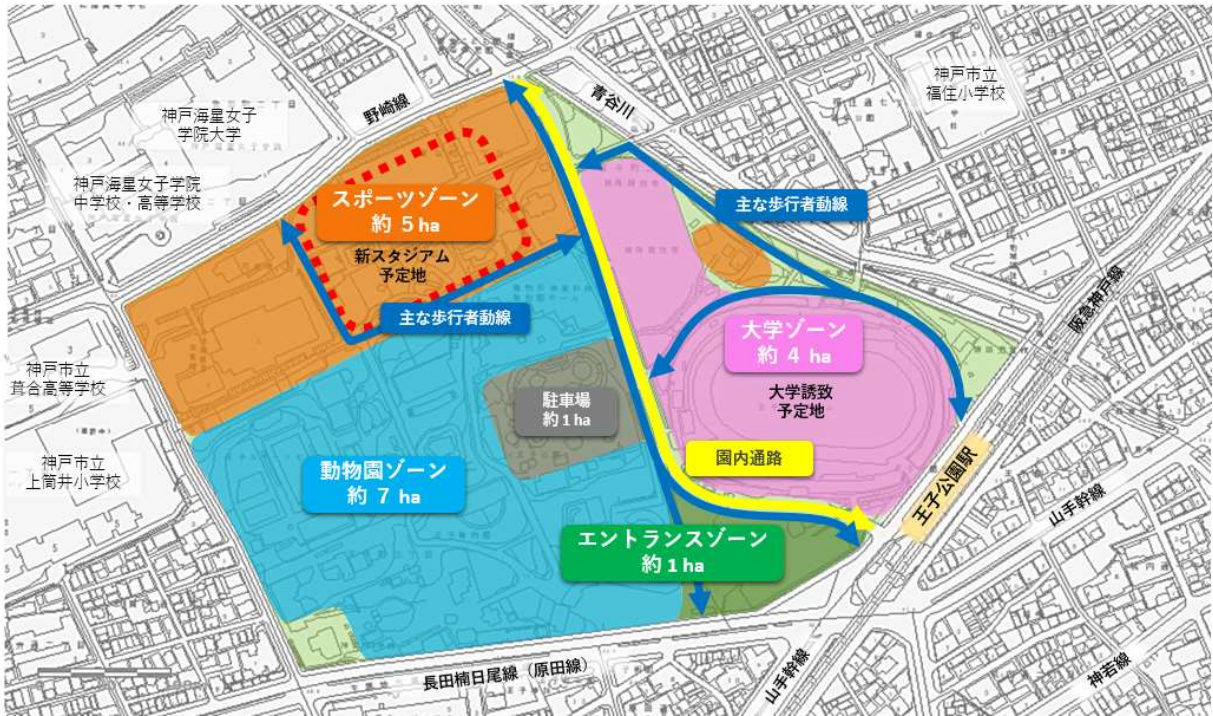 神戸市立
福住小学校
青谷川
野崎線
神戸海星女子
学院大学
神戸海星女子学院
中学校・高等学校
スポーツゾーン
約 5 ha
新スタジアム
予定地
主な歩行者動線
主な歩行者動線
阪急神戸線
大学ゾーン
約 4 ha
大学誘致
予定地
神戸市立
葺合高等学校
駐車場
約 1 ha
神戸市立
上筒井小学校
動物園ゾーン
約 7 ha
園内通路
王子公園駅
山手幹線
エントランスゾーン
約 1 ha
長田楠日尾線（原田線）
山手幹線
神若線